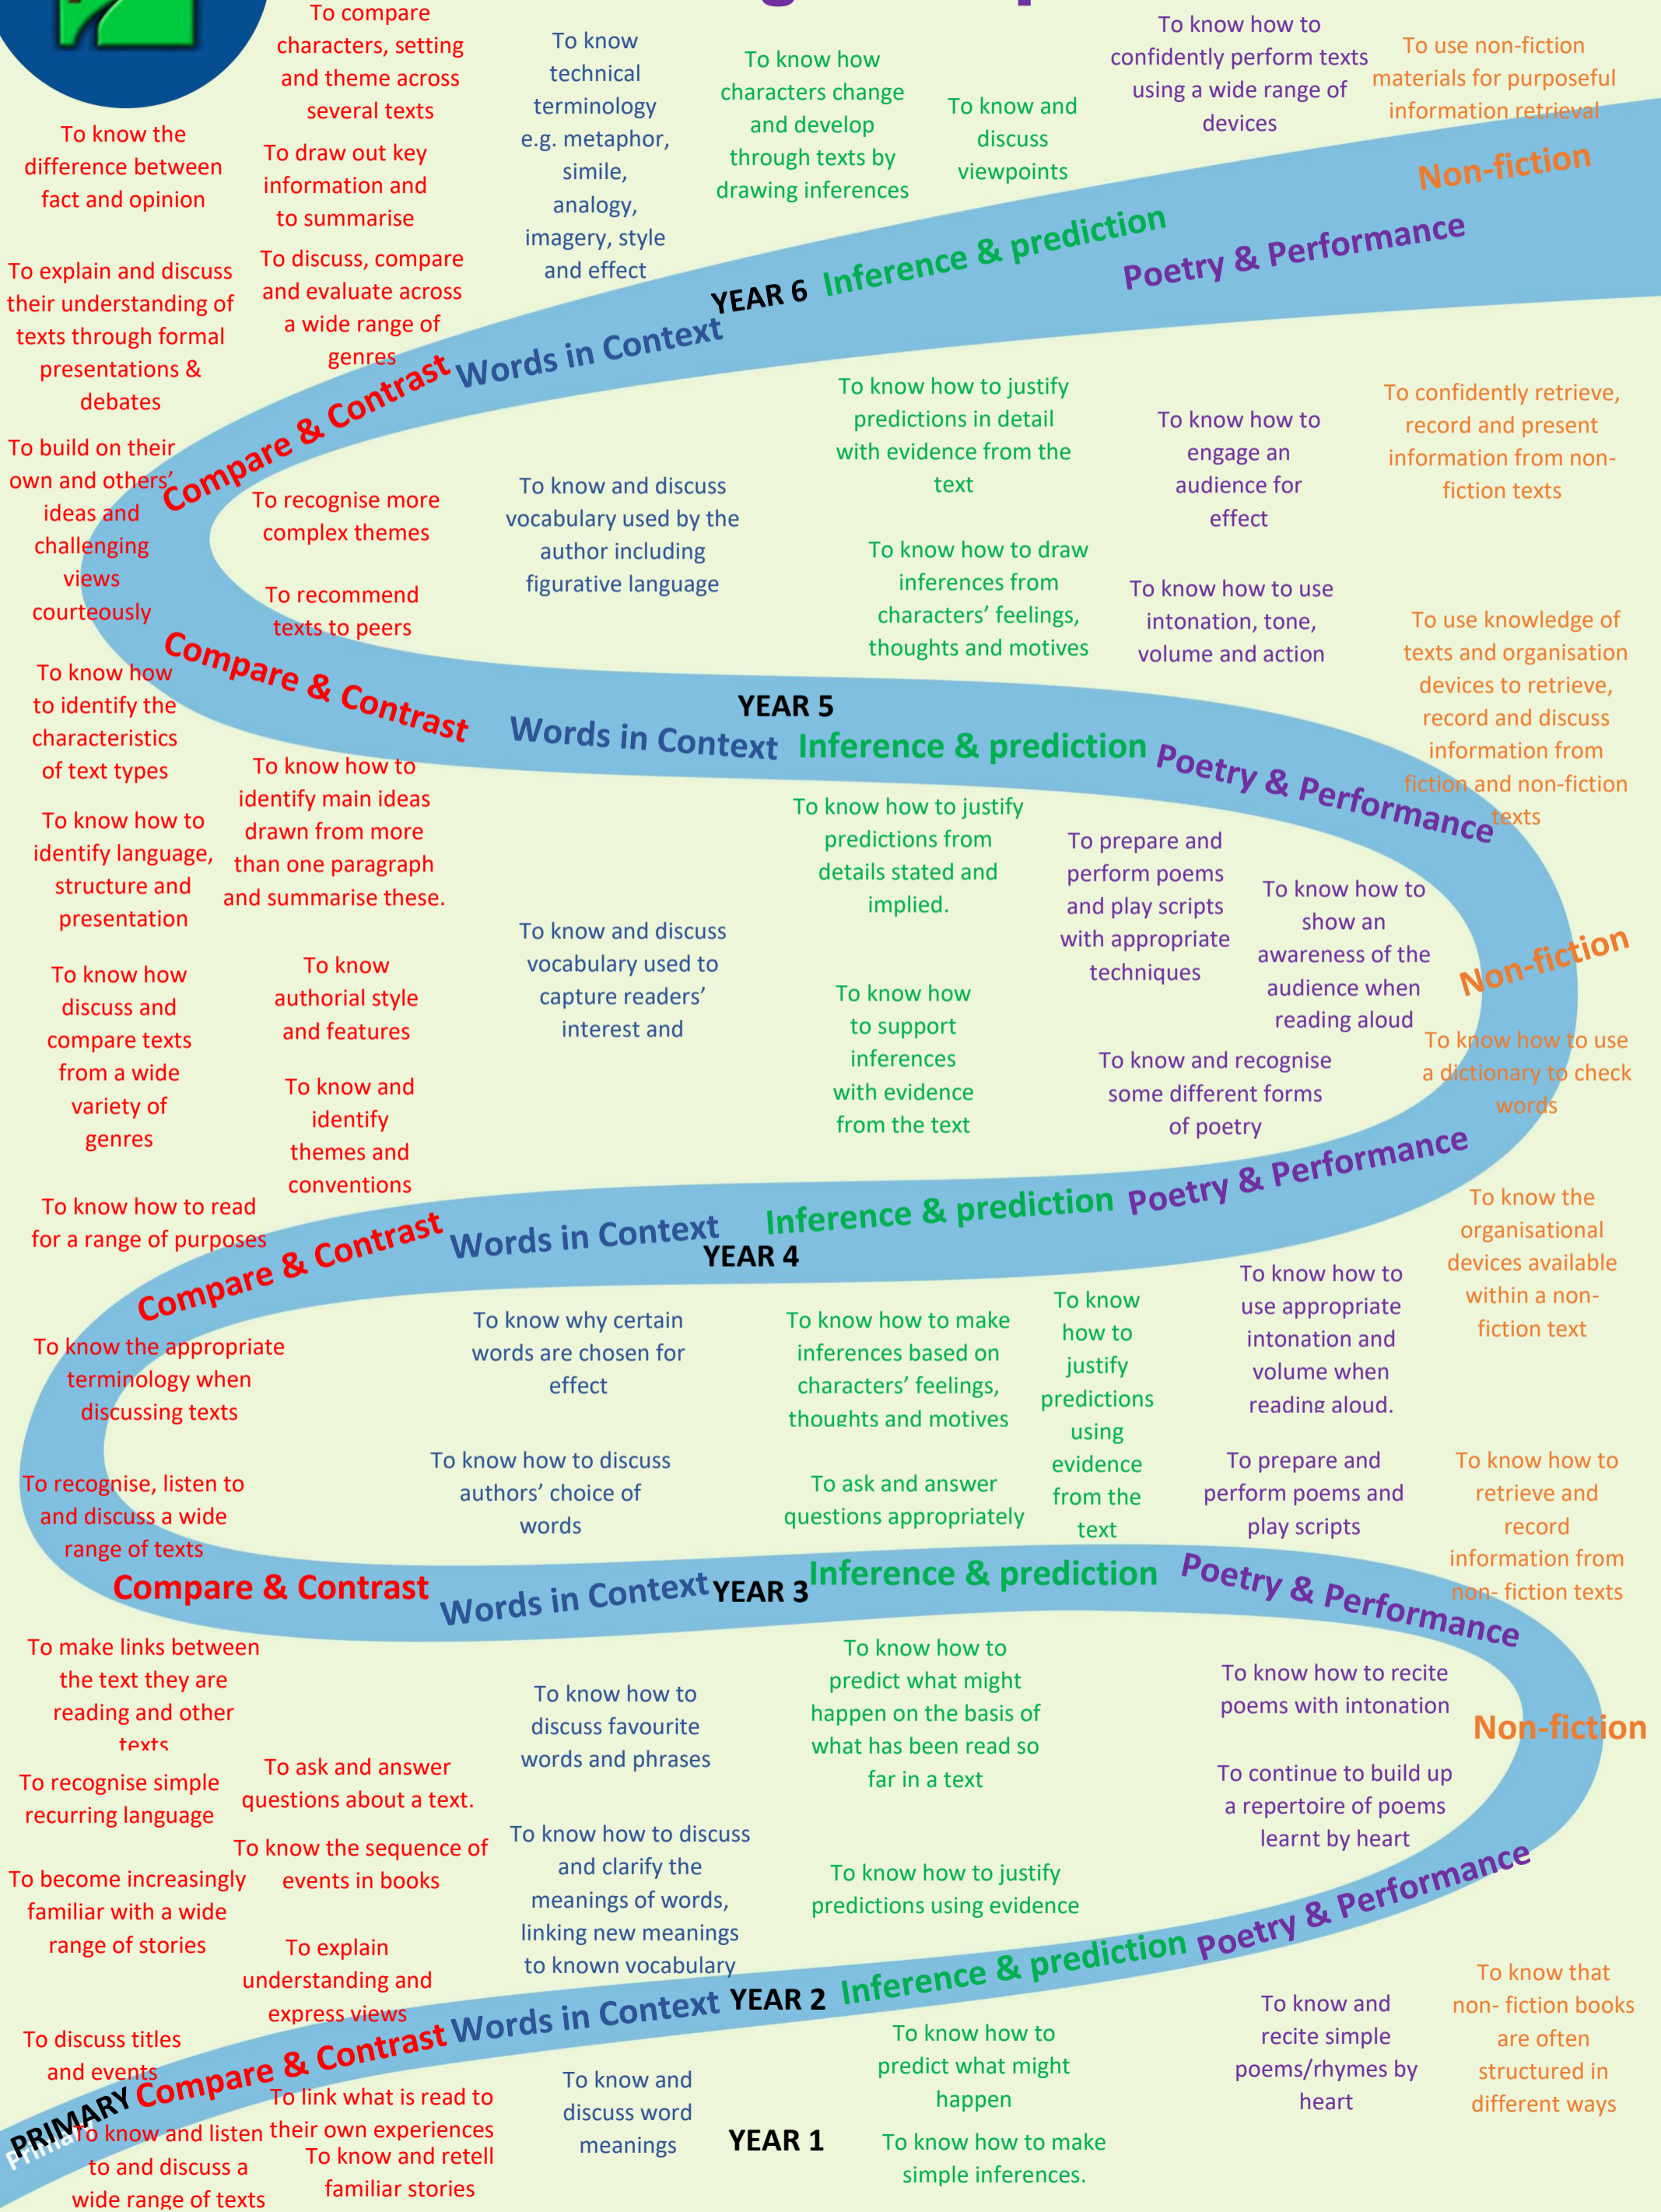 To compare
characters, setting
and theme across
several texts
To know
technical
terminology
e.g. metaphor,
simile,
analogy,
imagery, style
and effect
To know how
characters change
and develop
through texts by
drawing inferences
To know and
discuss
viewpoints
To know how to
confidently perform texts
using a wide range of
devices
To use non-fiction
materials for purposeful
information retrieval
To know the
difference between
fact and opinion
To draw out key
information and
to summarise
To explain and discuss
their understanding of
texts through formal
presentations &
debates
To discuss, compare
and evaluate across
a wide range of
genres
Compare & Contrast
Words in Context
YEAR 6
Inference & prediction
Poetry & Performance
Non-fiction
To build on their
own and others'
ideas and
challenging
views
courteously
To recognise more
complex themes
To recommend
texts to peers
To know and discuss
vocabulary used by the
author including
figurative language
To know how to justify
predictions in detail
with evidence from the
text
To know how to draw
inferences from
characters' feelings,
thoughts and motives
To know how to
engage an
audience for
effect
To know how to use
intonation, tone,
volume and action
To confidently retrieve,
record and present
information from non-
fiction texts
To use knowledge of
texts and organisation
devices to retrieve,
record and discuss
information from
fiction and non-fiction
texts
Compare & Contrast
Words in Context
YEAR 5
Inference & prediction
Poetry & Performance
Non-fiction
To know how
to identify the
characteristics
of text types
To know how to
identify main ideas
drawn from more
than one paragraph
and summarise these.
To know how to
identify language,
structure and
presentation
To know how
discuss and
compare texts
from a wide
variety of
genres
To know
authorial style
and features
To know and
identify
themes and
conventions
To know how to read
for a range of purposes
To know and discuss
vocabulary used to
capture readers'
interest and
To know how to justify
predictions from
details stated and
implied.
To know how
to support
inferences
with evidence
from the text
To prepare and
perform poems
and play scripts
with appropriate
techniques
To know how to
show an
awareness of the
audience when
reading aloud
To know and recognise
some different forms
of poetry
To know how to use
a dictionary to check
words
To know the
organisational
devices available
within a non-
fiction text
Compare & Contrast
Words in Context
YEAR 4
Inference & prediction
Poetry & Performance
To know the appropriate
terminology when
discussing texts
To recognise, listen to
and discuss a wide
range of texts
To know why certain
words are chosen for
effect
To know how to discuss
authors' choice of
words
To know how to make
inferences based on
characters' feelings,
thoughts and motives
To ask and answer
questions appropriately
To know
how to
justify
predictions
using
evidence
from the
text
To know how to
use appropriate
intonation and
volume when
reading aloud.
To prepare and
perform poems and
play scripts
To know how to
retrieve and
record
information from
non- fiction texts
Compare & Contrast
Words in Context
YEAR 3
Inference & prediction
Poetry & Performance
Non-fiction
To make links between
the text they are
reading and other
texts
To recognise simple
recurring language
To ask and answer
questions about a text.
To become increasingly
familiar with a wide
range of stories
To know the sequence of
events in books
To explain
understanding and
express views
To discuss titles
and events
To know how to
discuss favourite
words and phrases
To know how to discuss
and clarify the
meanings of words,
linking new meanings
to known vocabulary
To know how to
predict what might
happen on the basis of
what has been read so
far in a text
To know how to justify
predictions using evidence
To know how to recite
poems with intonation
To continue to build up
a repertoire of poems
learnt by heart
To know that
non- fiction books
are often
structured in
different ways
PRIMARY
Primary
Compare & Contrast
Words in Context
YEAR 2
Inference & prediction
Poetry & Performance
To link what is read to
their own experiences
To know and listen
to and discuss a
wide range of texts
To know and retell
familiar stories
To know and
discuss word
meanings
YEAR 1
To know how to
predict what might
happen
To know how to make
simple inferences.
To know and
recite simple
poems/rhymes by
heart